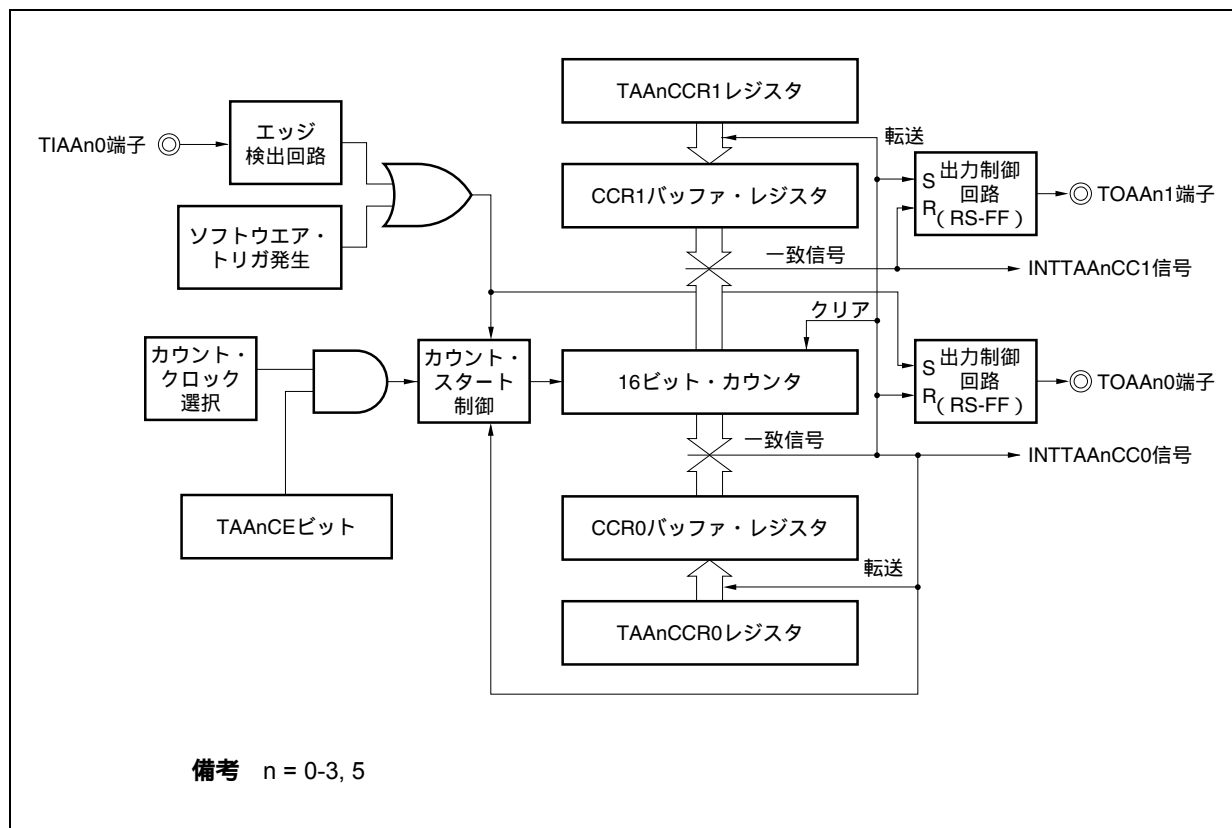 TAAnCCR1レジスタ
TIAAn0端子
エッジ
検出回路
転送
CCR1バッファ・レジスタ
S
R
出力制御
回路
( RS-FF )
TOAAn1端子
ソフトウエア・
トリガ発生
一致信号
INTTAAnCC1信号
クリア
カウント・
クロック
選択
カウント・
スタート
制御
16ビット・カウンタ
S
R
出力制御
回路
( RS-FF )
TOAAn0端子
一致信号
INTTAAnCC0信号
TAAnCEビット
CCR0バッファ・レジスタ
転送
TAAnCCR0レジスタ
備考 n = 0-3, 5